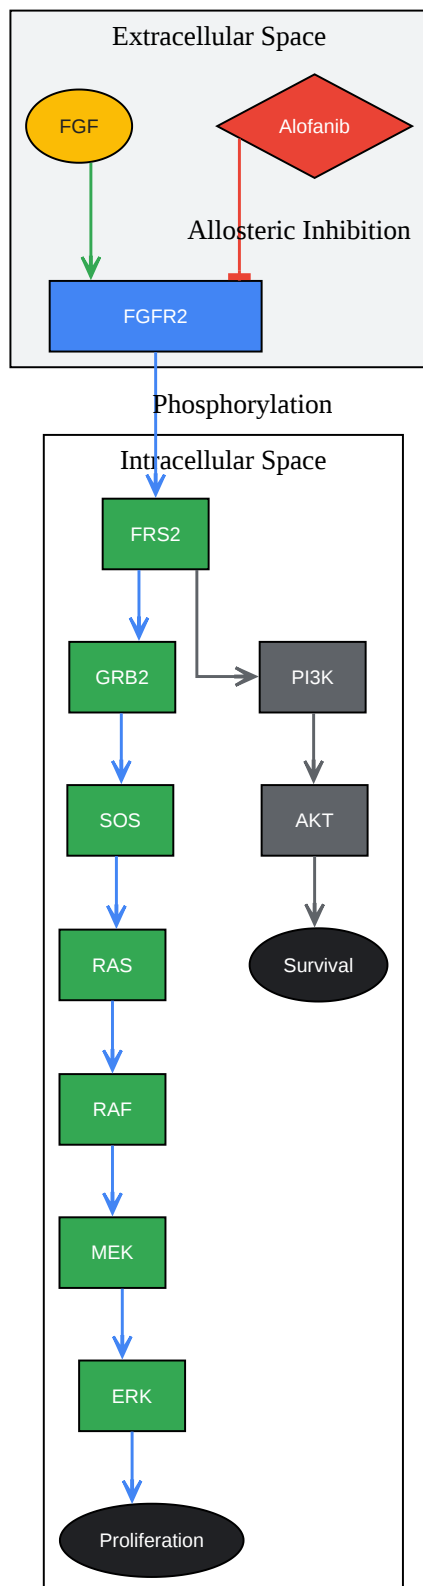 Extracellular Space
FGF
Alofanib
Allosteric Inhibition
FGFR2
Phosphorylation
Intracellular Space
FRS2
GRB2
PI3K
SOS
AKT
RAS
Survival
RAF
MEK
ERK
Proliferation